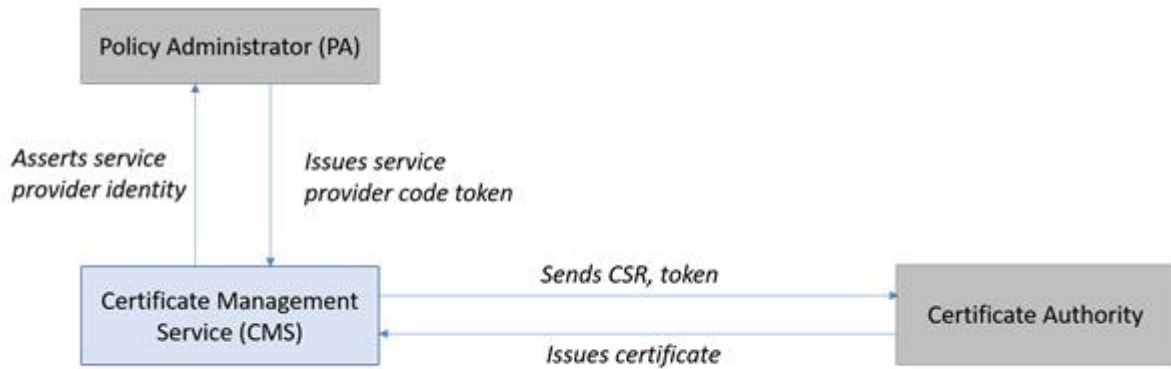 Policy Administrator (PA)
Asserts service
provider identity
Issues service
provider code token
Certificate Management
Service (CMS)
Sends CSR, token
Issues certificate
Certificate Authority